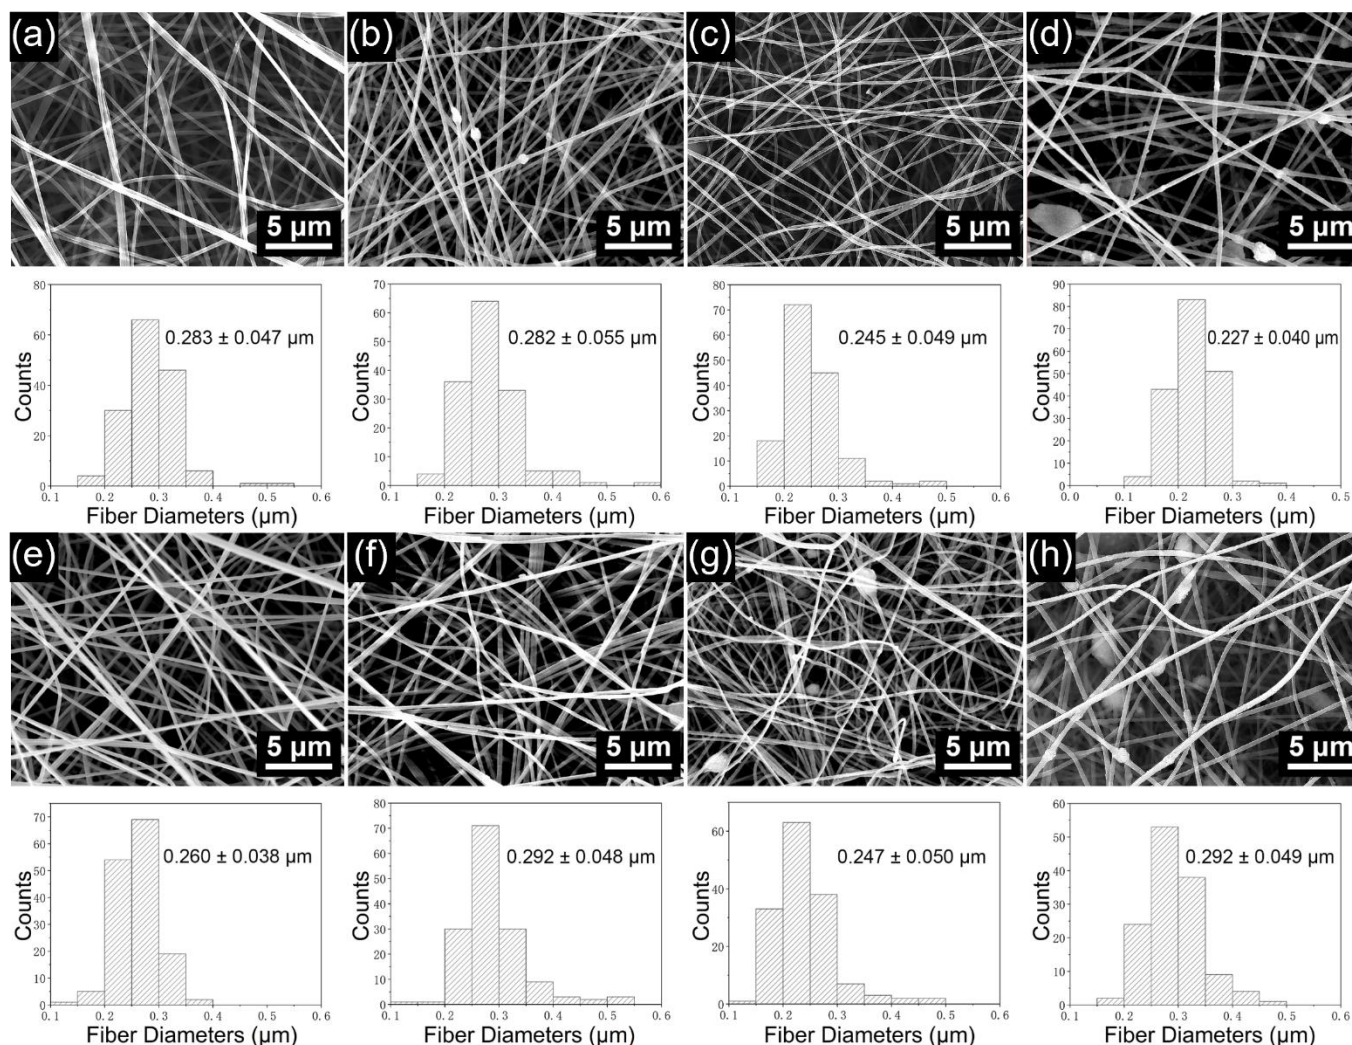 (a) (b) (c) (d)
5 µm 5 µm 5 µm 5 µm
80
60
40
20
0
Counts
0.283 ± 0.047 µm
0.1 0.2 0.3 0.4 0.5 0.6
Fiber Diameters (µm)
70
60
50
40
30
20
10
0
Counts
0.282 ± 0.055 µm
0.1 0.2 0.3 0.4 0.5 0.6
Fiber Diameters (µm)
80
70
60
50
40
30
20
10
0
Counts
0.245 ± 0.049 µm
0.1 0.2 0.3 0.4 0.5 0.6
Fiber Diameters (µm)
90
80
70
60
50
40
30
20
10
0
Counts
0.227 ± 0.040 µm
0.0 0.1 0.2 0.3 0.4 0.5
Fiber Diameters (µm)
(e) (f) (g) (h)
5 µm 5 µm 5 µm 5 µm
70
60
50
40
30
20
10
0
Counts
0.260 ± 0.038 µm
0.1 0.2 0.3 0.4 0.5 0.6
Fiber Diameters (µm)
80
70
60
50
40
30
20
10
0
Counts
0.292 ± 0.048 µm
0.1 0.2 0.3 0.4 0.5 0.6
Fiber Diameters (µm)
60
40
20
0
Counts
0.247 ± 0.050 µm
0.1 0.2 0.3 0.4 0.5 0.6
Fiber Diameters (µm)
60
50
40
30
20
10
0
Counts
0.292 ± 0.049 µm
0.1 0.2 0.3 0.4 0.5 0.6
Fiber Diameters (µm)